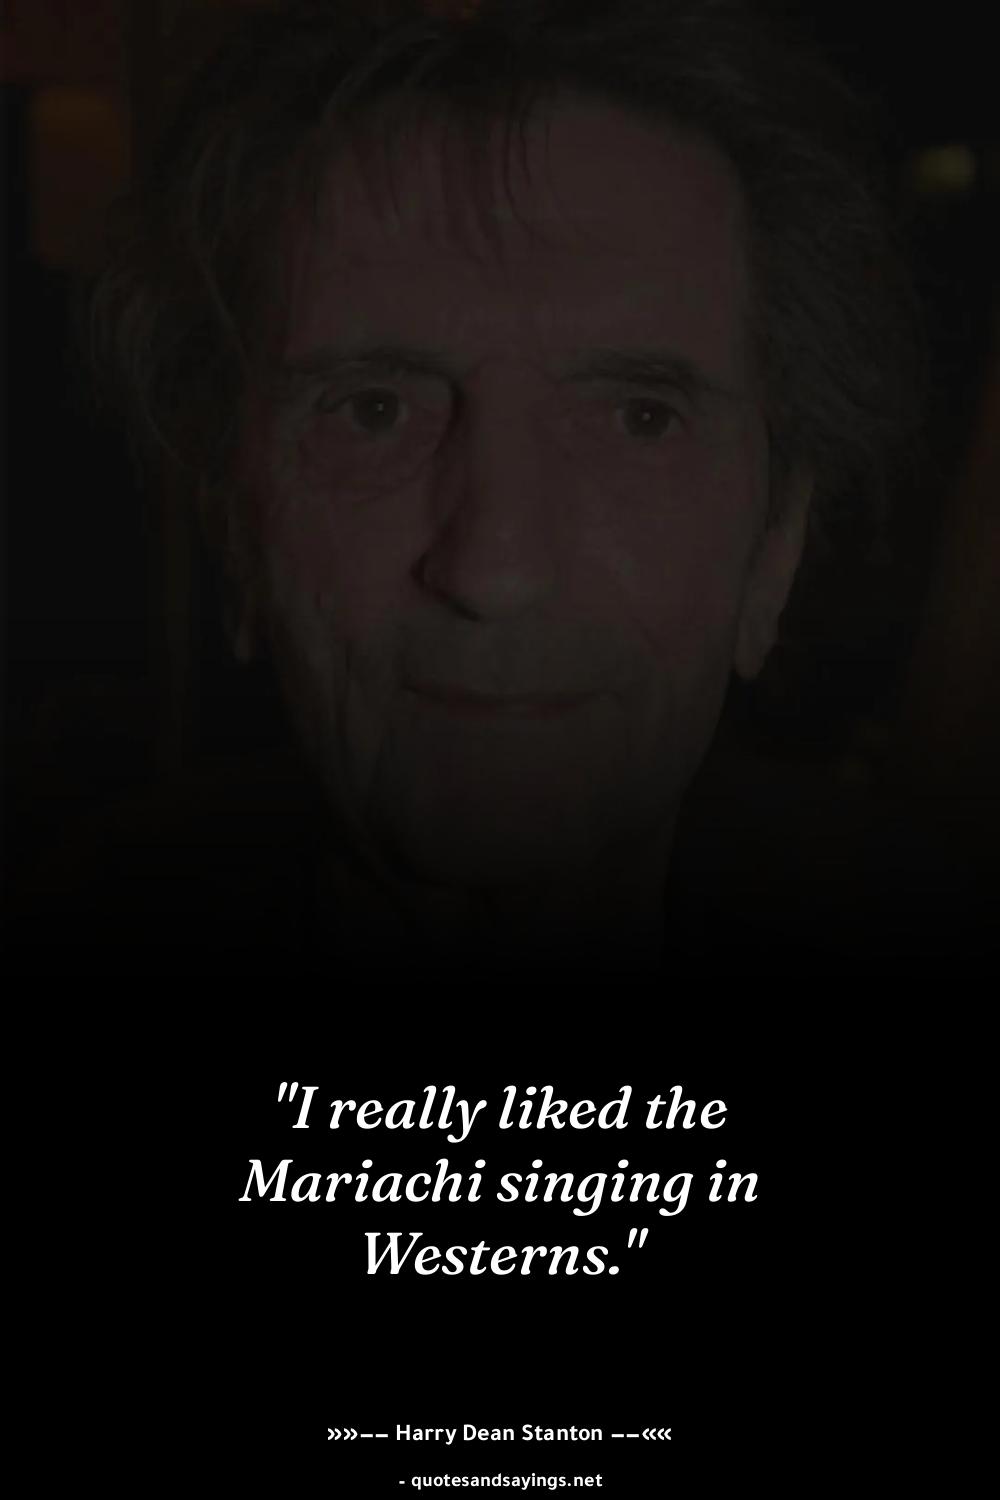 "I really liked the
Mariachi singing in
Westerns."
»»−− Harry Dean Stanton −−««
- quotesandsayings.net